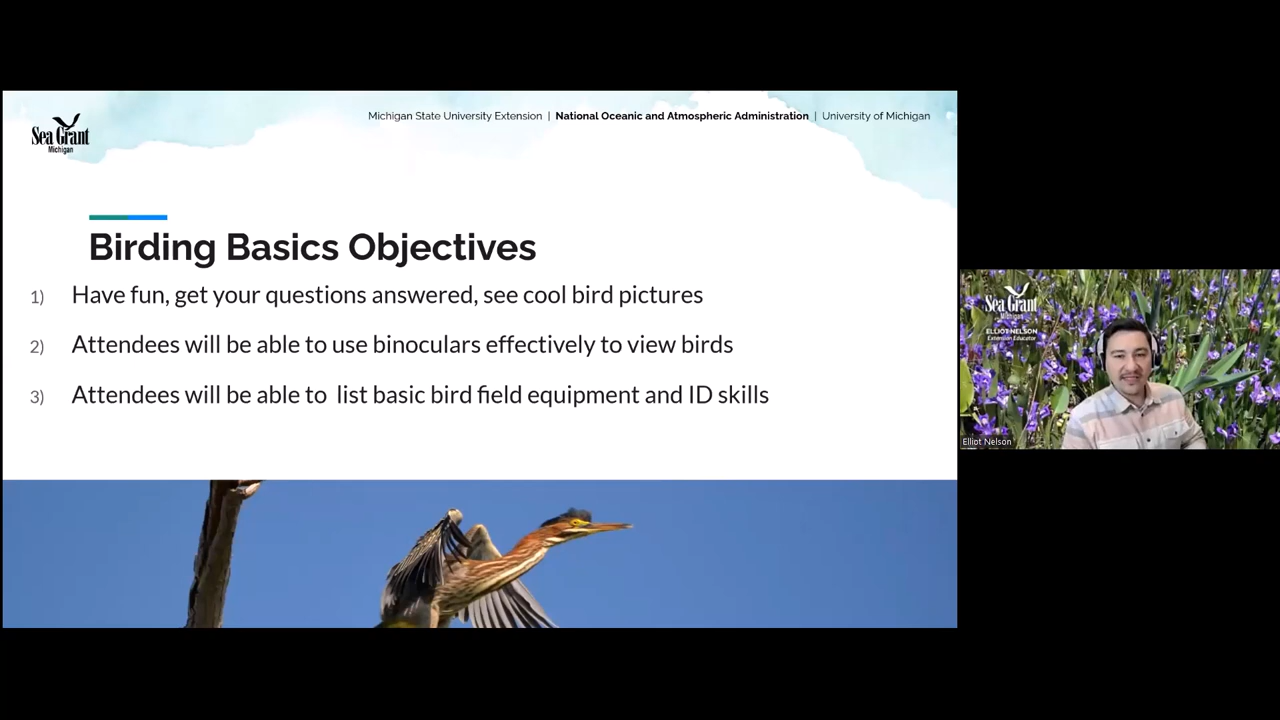 Sea Grant
Michigan
Michigan State University Extension | National Oceanic and Atmospheric Administration | University of Michigan
Birding Basics Objectives
1) Have fun, get your questions answered, see cool bird pictures
2) Attendees will be able to use binoculars effectively to view birds
3) Attendees will be able to list basic bird field equipment and ID skills
Sea Grant
Michigan
ELLIOT NELSON
Extension Educator
Elliot Nelson